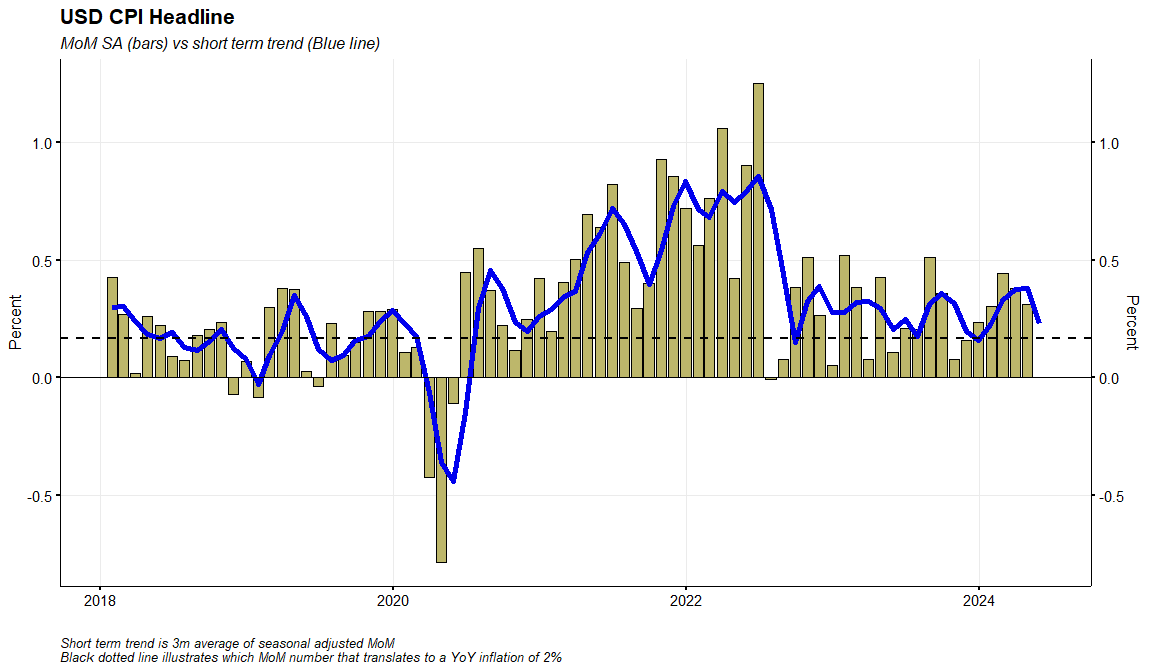 USD CPI Headline
MoM SA (bars) vs short term trend (Blue line)
1.0
0.5
0.0
-0.5
Percent
1.0
0.5
0.0
-0.5
Percent
2018 2020 2022 2024
Short term trend is 3m average of seasonal adjusted MoM
Black dotted line illustrates which MoM number that translates to a YoY inflation of 2%